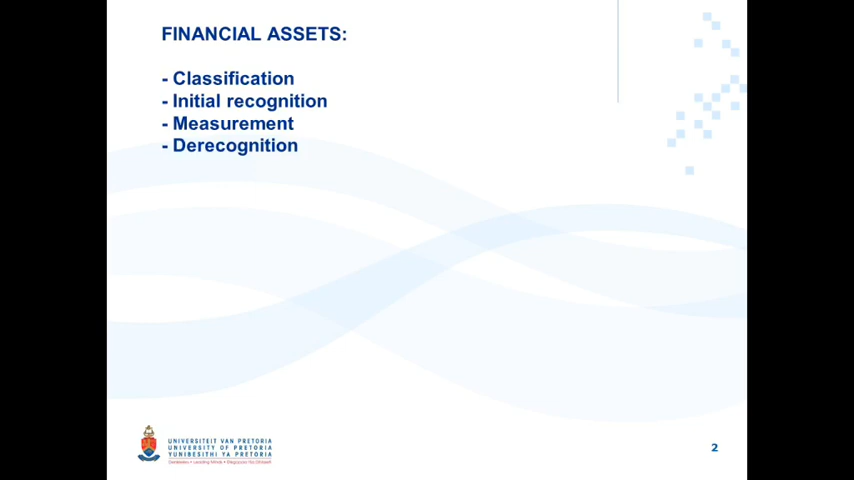 FINANCIAL ASSETS:
- Classification
- Initial recognition
- Measurement
- Derecognition
UNIVERSITEIT VAN PRETORIA
UNIVERSITY OF PRETORIA
YUNIBESITHI YA PRETORIA
2